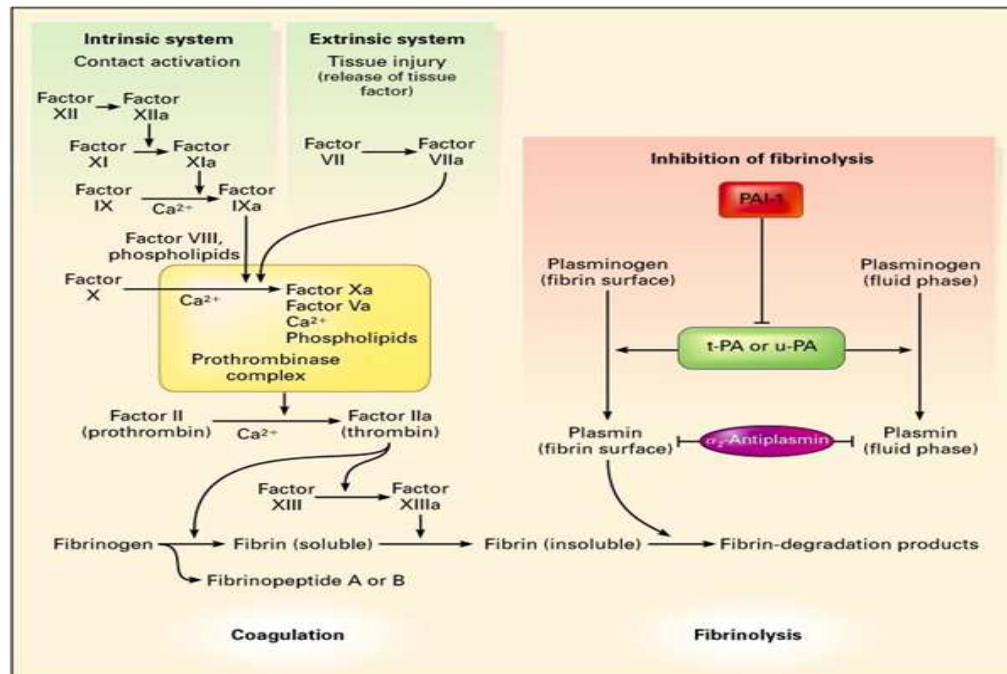 Intrinsic system
Contact activation
Extrinsic system
Tissue injury
(release of tissue
factor)
Factor
XII
Factor
XIIa
Factor
XI
Factor
XIa
Factor
VII
Factor
VIIa
Factor
IX
Ca²⁺
Factor
IXa
Factor VIII,
phospholipids
Factor
X
Ca²⁺
Factor Xa
Factor Va
Ca²⁺
Phospholipids
Prothrombinase
complex
Factor II
(prothrombin)
Ca²⁺
Factor IIa
(thrombin)
Factor
XIII
Factor
XIIIa
Fibrinogen
Fibrin (soluble)
Fibrinopeptide A or B
Coagulation
Inhibition of fibrinolysis
PAI-1
Plasminogen
(fibrin surface)
Plasminogen
(fluid phase)
t-PA or u-PA
Plasmin
(fibrin surface)
α₂-Antiplasmin
Plasmin
(fluid phase)
Fibrin (insoluble)
Fibrin-degradation products
Fibrinolysis